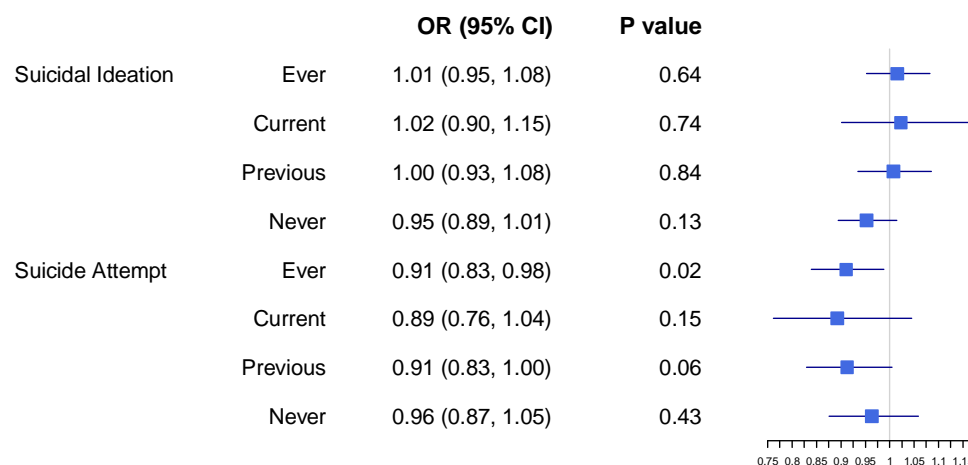 OR (95% CI) P value
Suicidal Ideation Ever 1.01 (0.95, 1.08) 0.64
Current 1.02 (0.90, 1.15) 0.74
Previous 1.00 (0.93, 1.08) 0.84
Never 0.95 (0.89, 1.01) 0.13
Suicide Attempt Ever 0.91 (0.83, 0.98) 0.02
Current 0.89 (0.76, 1.04) 0.15
Previous 0.91 (0.83, 1.00) 0.06
Never 0.96 (0.87, 1.05) 0.43
0.75 0.8 0.85 0.9 0.95 1 1.05 1.1 1.1